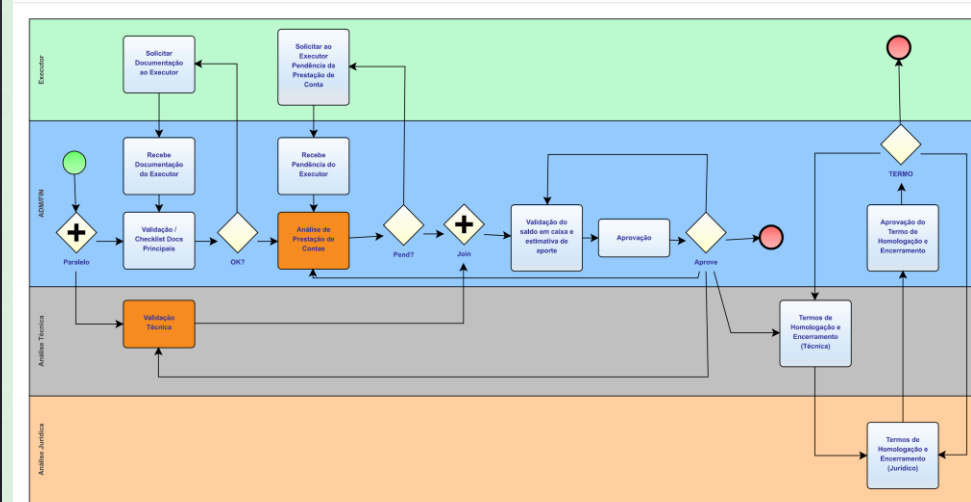 Executor
Solicitar
Documentação
ao Executor
Solicitar ao
Executor
Pendência da
Prestação de
Conta
ADM/FIN
Recebe
Documentação
do Executor
Recebe
Pendência do
Executor
Paralelo
Validação /
Checklist Docs
Principais
OK?
Análise de
Prestação de
Contas
Pend?
Join
Validação do
saldo em caixa e
estimativa de
aporte
Aprovação
Aprove
TERMO
Aprovação do
Termo de
Homologação e
Encerramento
Análise Técnica
Validação
Técnica
Termos de
Homologação e
Encerramento
(Técnica)
Análise Jurídica
Termos de
Homologação e
Encerramento
(Jurídico)